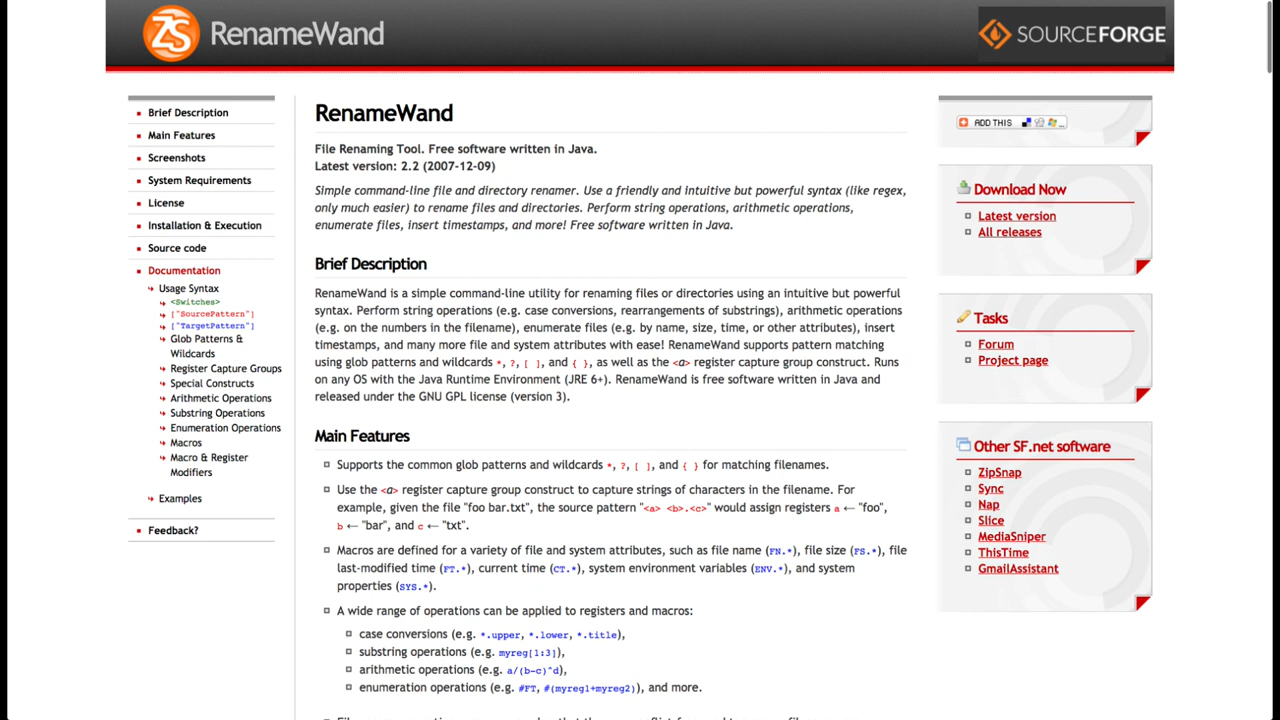 ZS RenameWand
SOURCEFORGE
Brief Description
Main Features
Screenshots
System Requirements
License
Installation & Execution
Source code
Documentation
Usage Syntax
<Switches>
["SourcePattern"]
["TargetPattern"]
Glob Patterns &
Wildcards
Register Capture Groups
Special Constructs
Arithmetic Operations
Substring Operations
Enumeration Operations
Macros
Macro & Register
Modifiers
Examples
Feedback?
RenameWand
File Renaming Tool. Free software written in Java.
Latest version: 2.2 (2007-12-09)
Simple command-line file and directory renamer. Use a friendly and intuitive but powerful syntax (like regex,
only much easier) to rename files and directories. Perform string operations, arithmetic operations,
enumerate files, insert timestamps, and more! Free software written in Java.
Brief Description
RenameWand is a simple command-line utility for renaming files or directories using an intuitive but powerful
syntax. Perform string operations (e.g. case conversions, rearrangements of substrings), arithmetic operations
(e.g. on the numbers in the filename), enumerate files (e.g. by name, size, time, or other attributes), insert
timestamps, and many more file and system attributes with ease! RenameWand supports pattern matching
using glob patterns and wildcards *, ?, [ ], and { }, as well as the <a> register capture group construct. Runs
on any OS with the Java Runtime Environment (JRE 6+). RenameWand is free software written in Java and
released under the GNU GPL license (version 3).
Main Features
Supports the common glob patterns and wildcards *, ?, [ ], and { } for matching filenames.
Use the <a> register capture group construct to capture strings of characters in the filename. For
example, given the file "foo bar.txt", the source pattern "<a> <b>.<c>" would assign registers a ← "foo",
b ← "bar", and c ← "txt".
Macros are defined for a variety of file and system attributes, such as file name (FN.*), file size (FS.*), file
last-modified time (FT.*), current time (CT.*), system environment variables (ENV.*), and system
properties (SYS.*).
A wide range of operations can be applied to registers and macros:
case conversions (e.g. *.upper, *.lower, *.title),
substring operations (e.g. myreg[1:3]),
arithmetic operations (e.g. a/(b-c)^d),
enumeration operations (e.g. #FT, #(myreg1+myreg2)), and more.
ADD THIS
Download Now
Latest version
All releases
Tasks
Forum
Project page
Other SF.net software
ZipSnap
Sync
Nap
Slice
MediaSniper
ThisTime
GmailAssistant